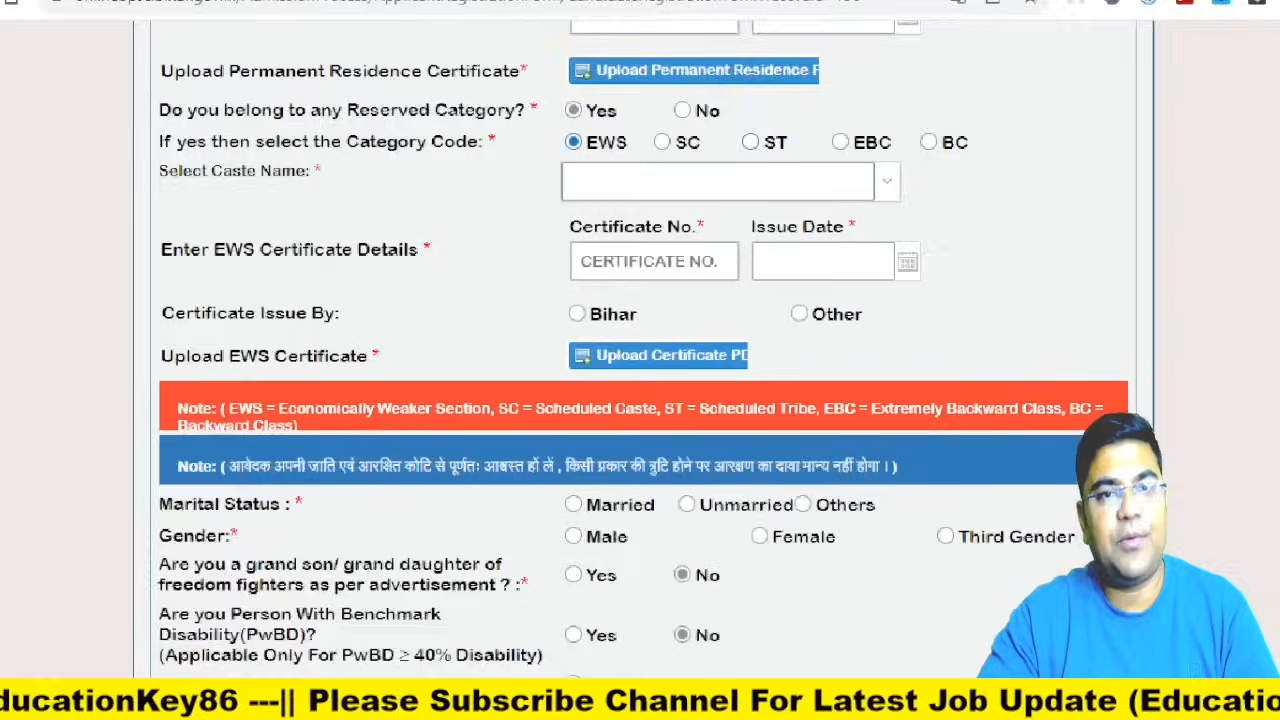 Upload Permanent Residence Certificate*
Upload Permanent Residence
Do you belong to any Reserved Category? *
Yes
No
If yes then select the Category Code: *
EWS
SC
ST
EBC
BC
Select Caste Name: *
Certificate No.*
Issue Date *
Enter EWS Certificate Details *
CERTIFICATE NO.
Certificate Issue By:
Bihar
Other
Upload EWS Certificate *
Upload Certificate PD
Note: ( EWS = Economically Weaker Section, SC = Scheduled Caste, ST = Scheduled Tribe, EBC = Extremely Backward Class, BC =
Backward Class)
Note: ( आवेदक अपनी जाति एवं आरक्षित कोटि से पूर्णतः आश्वस्त हों लें , किसी प्रकार की त्रुटि होने पर आरक्षण का दावा मान्य नहीं होगा । )
Marital Status : *
Married
Unmarried
Others
Gender:*
Male
Female
Third Gender
Are you a grand son/ grand daughter of
freedom fighters as per advertisement ? :*
Yes
No
Are you Person With Benchmark
Disability(PwBD)?
(Applicable Only For PwBD ≥ 40% Disability)
Yes
No
ducationKey86 ---|| Please Subscribe Channel For Latest Job Update (Educatio